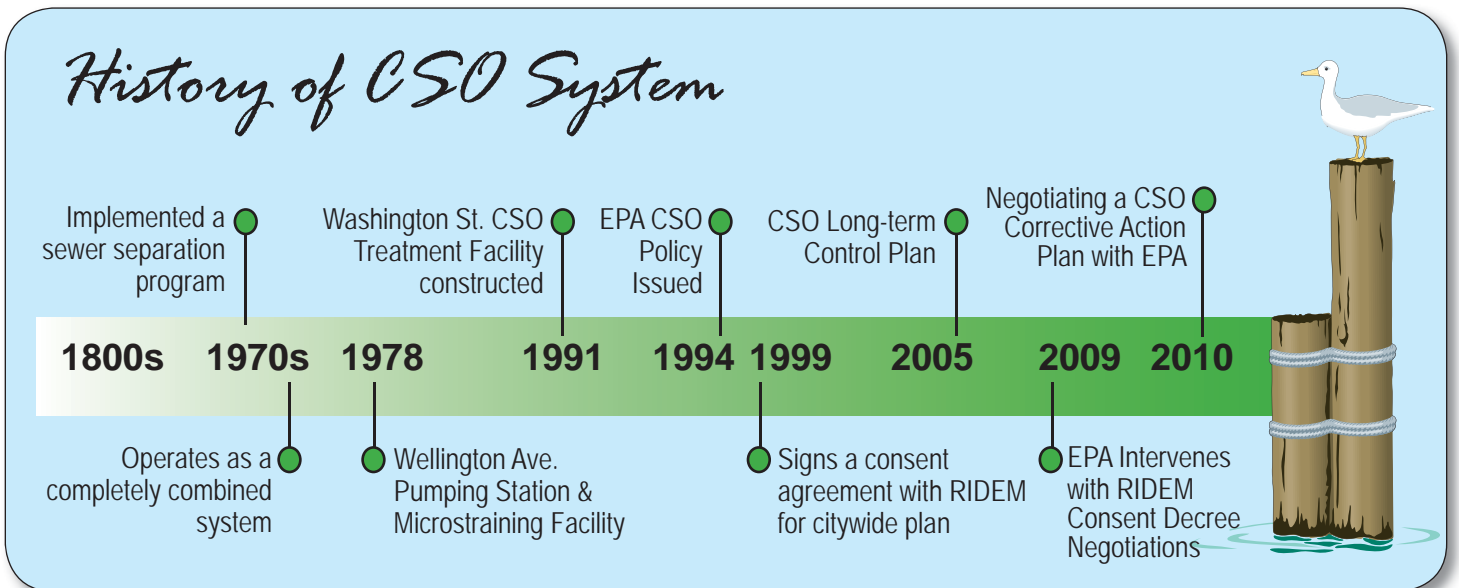 History of CSO System
Implemented a
sewer separation
program
Washington St. CSO
Treatment Facility
constructed
EPA CSO
Policy
Issued
CSO Long-term
Control Plan
Negotiating a CSO
Corrective Action
Plan with EPA
1800s 1970s 1978 1991 1994 1999 2005 2009 2010
Operates as a
completely combined
system
Wellington Ave.
Pumping Station &
Microstraining Facility
Signs a consent
agreement with RIDEM
for citywide plan
EPA Intervenes
with RIDEM
Consent Decree
Negotiations